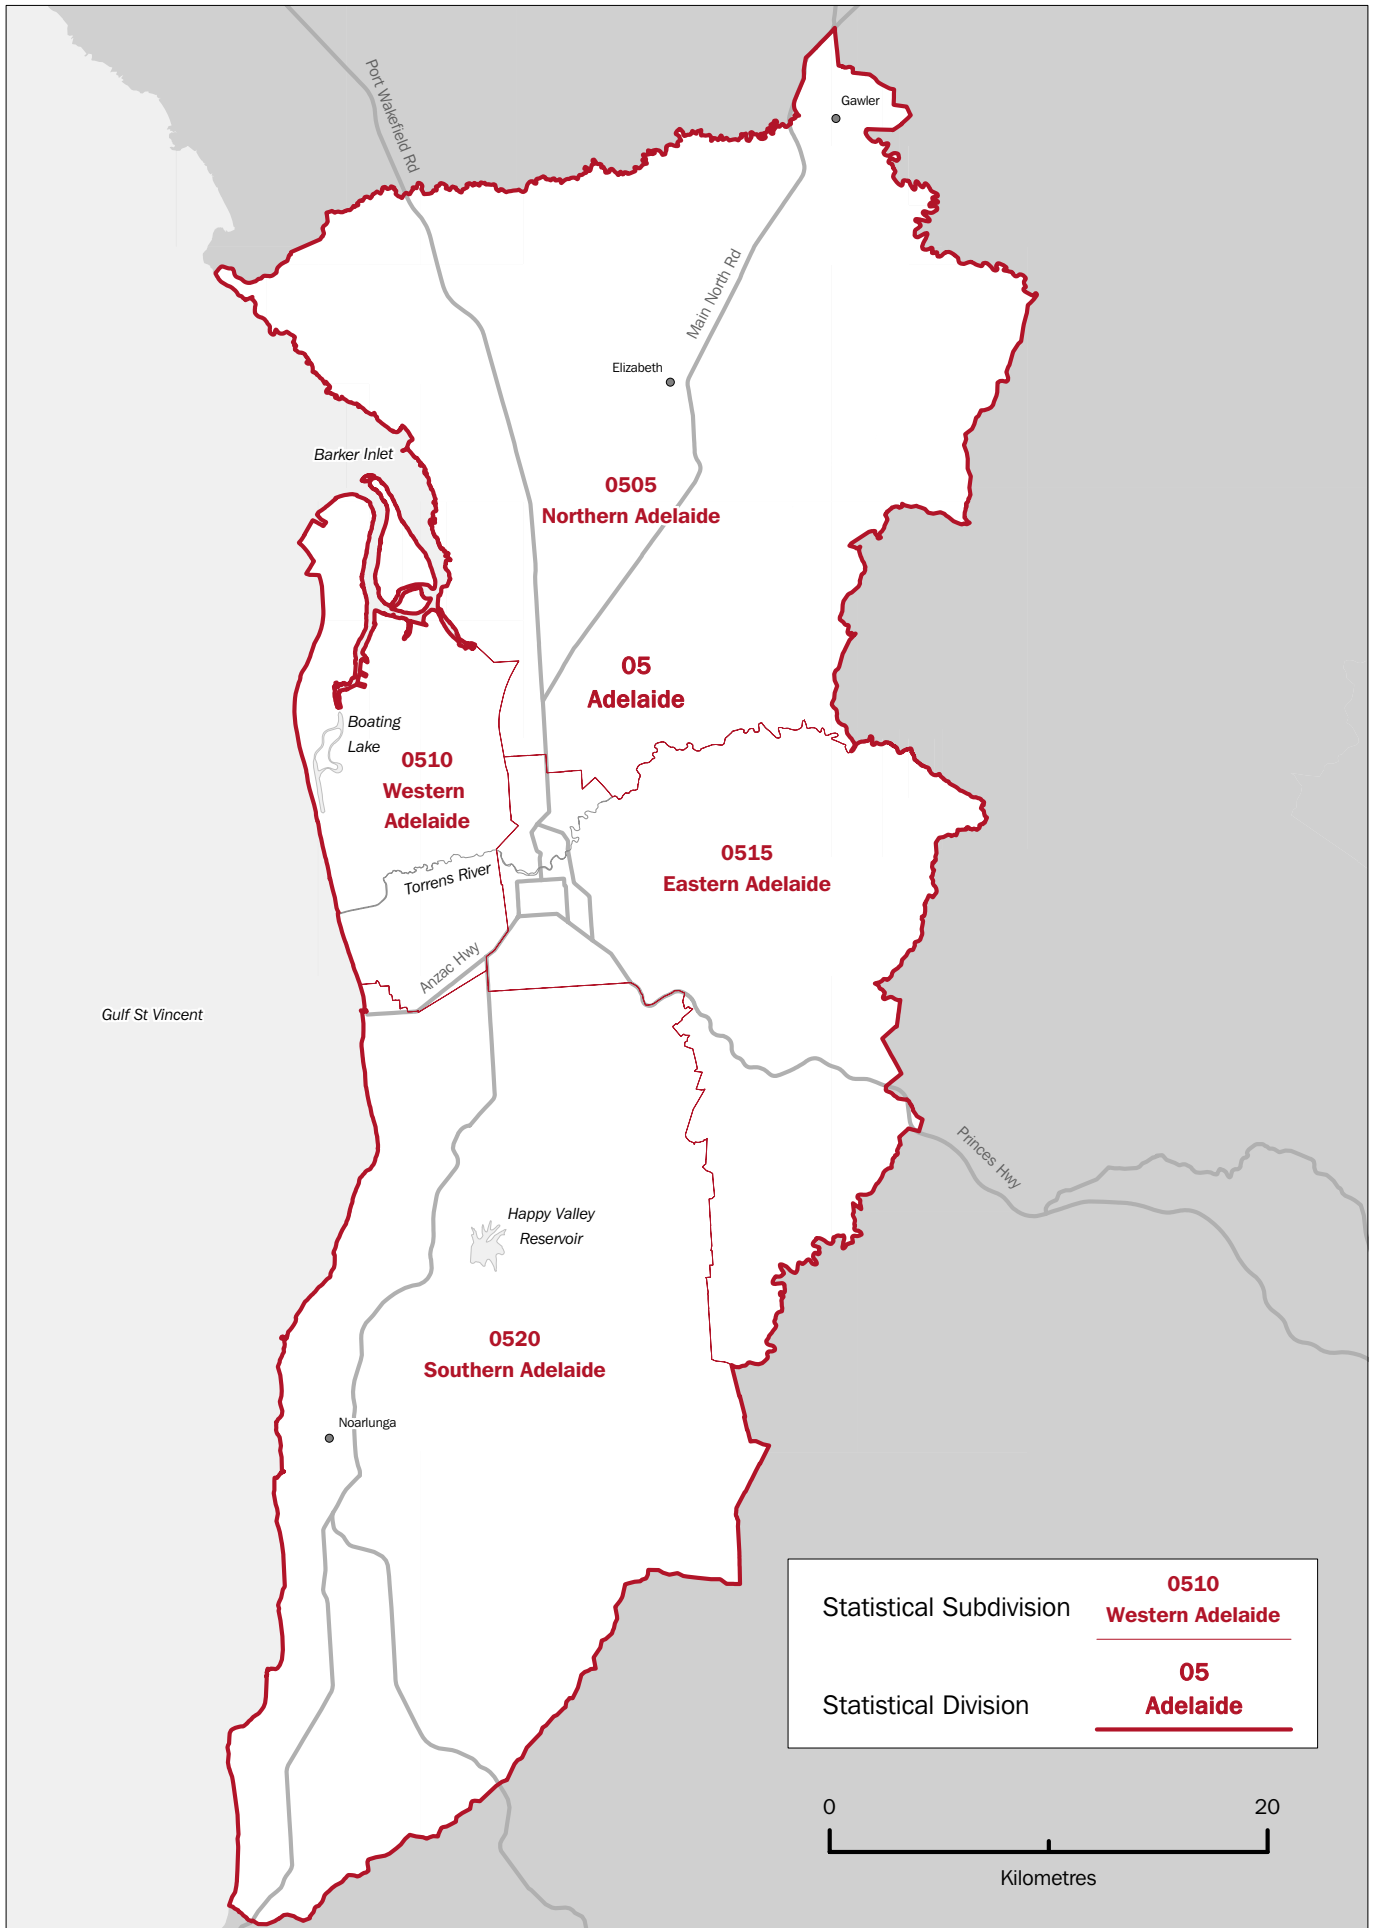 Port Wakefield Rd
Gawler
Main North Rd
Elizabeth
Barker Inlet
0505
Northern Adelaide
05
Adelaide
Boating
Lake
0510
Western
Adelaide
0515
Eastern Adelaide
Torrens River
Anzac Hwy
Gulf St Vincent
Princes Hwy
Happy Valley
Reservoir
0520
Southern Adelaide
Noarlunga
Statistical Subdivision
0510
Western Adelaide
Statistical Division
05
Adelaide
0 20
Kilometres